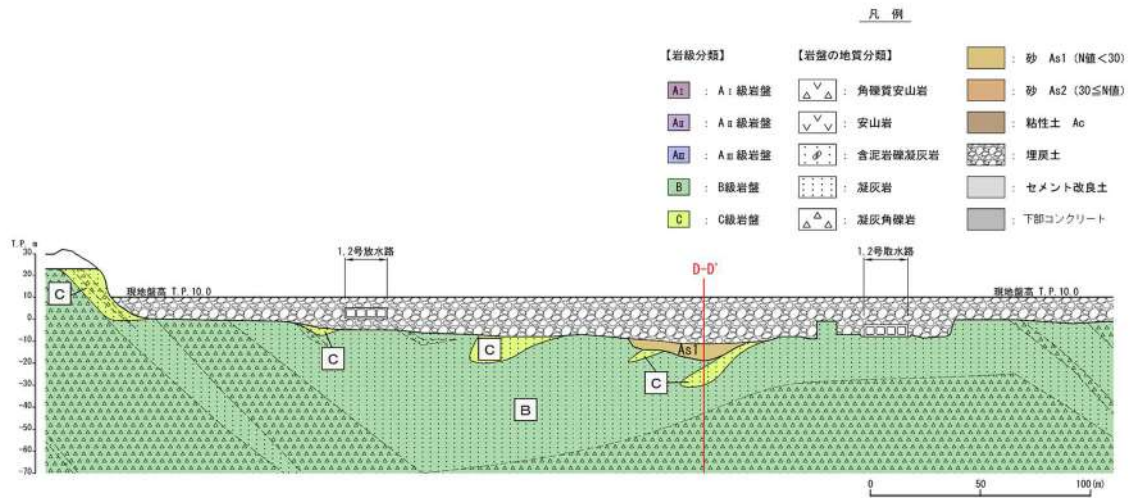 凡 例
【岩級分類】
AⅠ : AⅠ級岩盤
AⅡ : AⅡ級岩盤
AⅢ : AⅢ級岩盤
B : B級岩盤
C : C級岩盤
【岩盤の地質分類】
: 角礫質安山岩
: 安山岩
: 含泥岩礫凝灰岩
: 凝灰岩
: 凝灰角礫岩
: 砂 As1 (N値<30)
: 砂 As2 (30≦N値)
: 粘性土 Ac
: 埋戻土
: セメント改良土
: 下部コンクリート
T.P. m
30
20
10
0
-10
-20
-30
-40
-50
-60
-70
1,2号放水路
D-D'
1,2号取水路
現地盤高 T.P.10.0
現地盤高 T.P.10.0
C
C
C
As1
C
B
0 50 100(m)